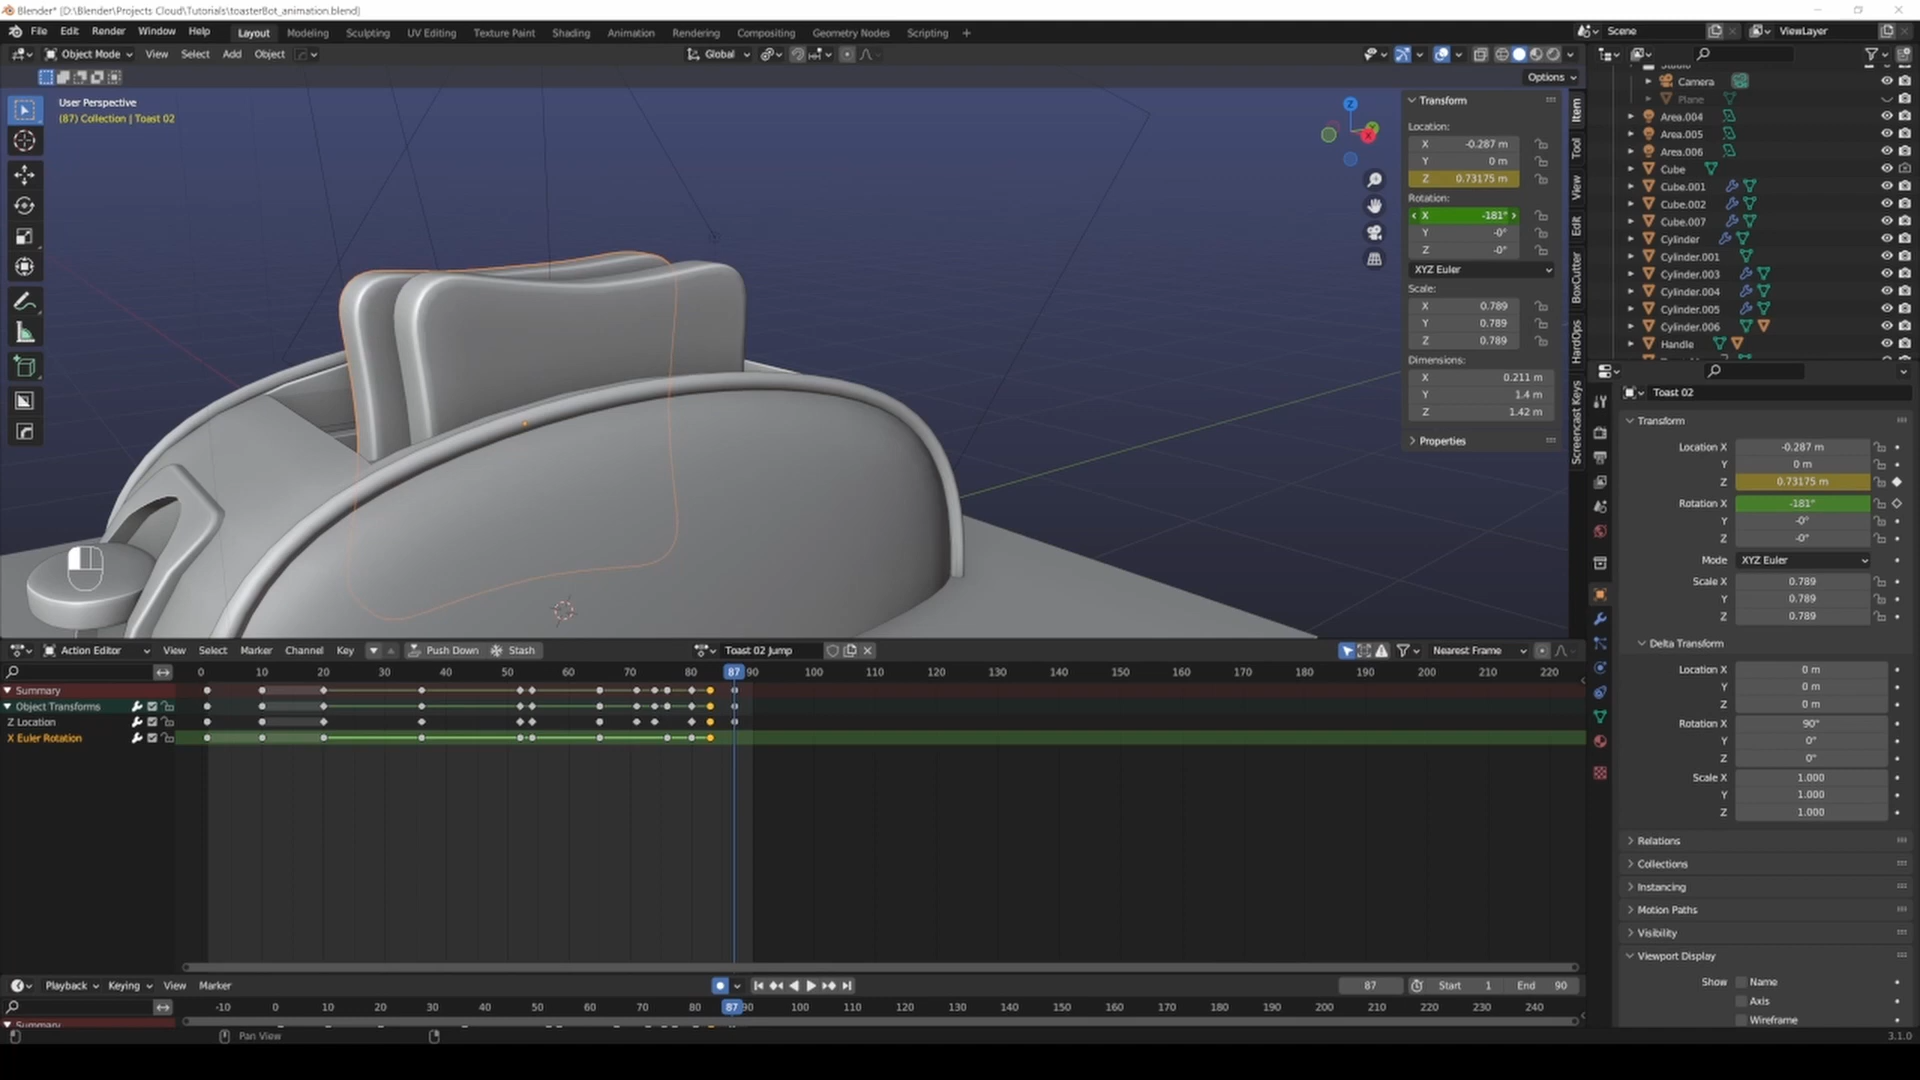 Blender* [D:\Blender\Projects Cloud\Tutorials\toasterBot_animation.blend]
File Edit Render Window Help Layout Modeling Sculpting UV Editing Texture Paint Shading Animation Rendering Compositing Geometry Nodes Scripting + Scene ViewLayer
Object Mode View Select Add Object Global
Options
User Perspective
(87) Collection | Toast 02
Z
X
Transform
Location:
X -0.287 m
Y 0 m
Z 0.73175 m
Rotation:
X -181°
Y -0°
Z -0°
XYZ Euler
Scale:
X 0.789
Y 0.789
Z 0.789
Dimensions:
X 0.211 m
Y 1.4 m
Z 1.42 m
Properties
Item
Tool
View
Edit
BoxCutter
HardOps
Screencast Keys
Camera
Plane
Area.004
Area.005
Area.006
Cube
Cube.001
Cube.002
Cube.007
Cylinder
Cylinder.001
Cylinder.003
Cylinder.004
Cylinder.005
Cylinder.006
Handle
Toast 02
Transform
Location X -0.287 m
Y 0 m
Z 0.73175 m
Rotation X -181°
Y -0°
Z -0°
Mode XYZ Euler
Scale X 0.789
Y 0.789
Z 0.789
Delta Transform
Location X 0 m
Y 0 m
Z 0 m
Rotation X 90°
Y 0°
Z 0°
Scale X 1.000
Y 1.000
Z 1.000
Relations
Collections
Instancing
Motion Paths
Visibility
Viewport Display
Show Name
Axis
Wireframe
Action Editor View Select Marker Channel Key Push Down Stash Toast 02 Jump Nearest Frame
0 10 20 30 40 50 60 70 80 87 90 100 110 120 130 140 150 160 170 180 190 200 210 220
Summary
Object Transforms
Z Location
X Euler Rotation
Playback Keying View Marker 87 Start 1 End 90
-10 0 10 20 30 40 50 60 70 80 87 90 100 110 120 130 140 150 160 170 180 190 200 210 220 230 240
Summary
Pan View 3.1.0